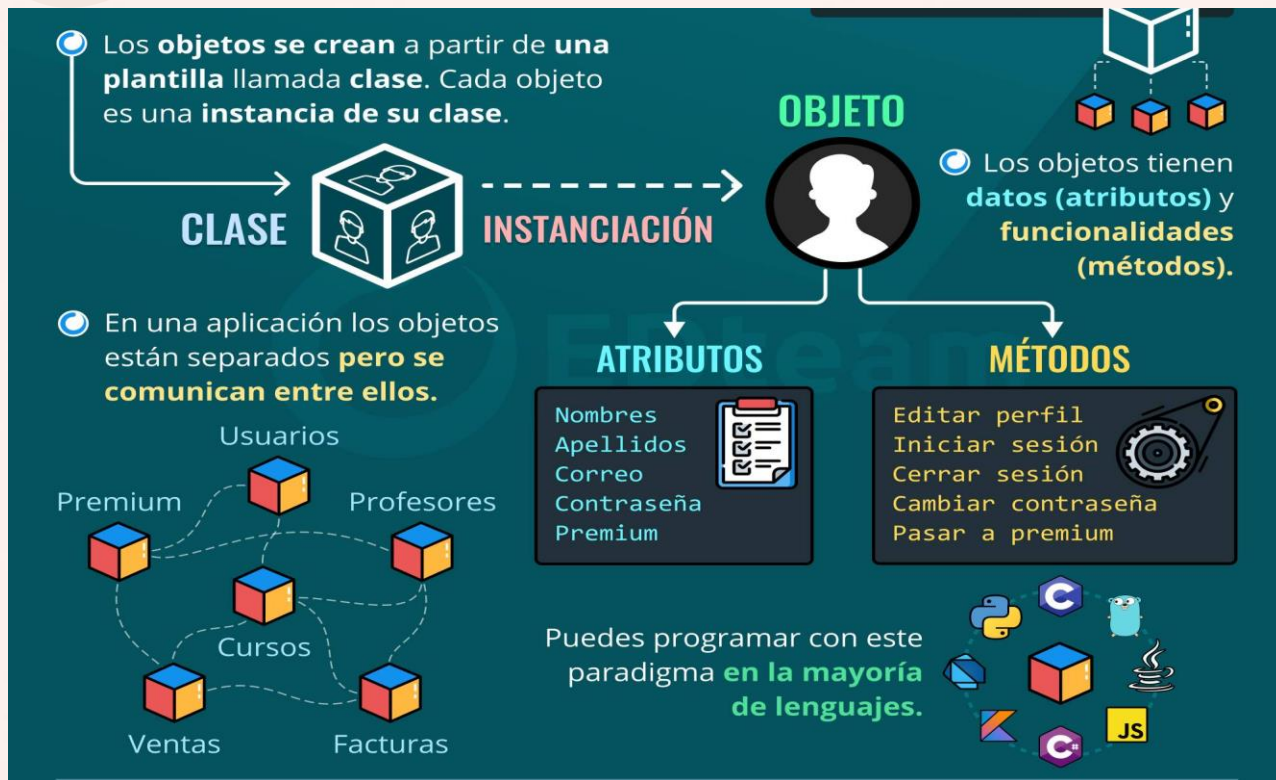 Los objetos se crean a partir de una
plantilla llamada clase. Cada objeto
es una instancia de su clase.
CLASE
INSTANCIACIÓN
OBJETO
Los objetos tienen
datos (atributos) y
funcionalidades
(métodos).
En una aplicación los objetos
están separados pero se
comunican entre ellos.
Usuarios
Premium
Profesores
Cursos
Ventas
Facturas
EDteam
ATRIBUTOS
Nombres
Apellidos
Correo
Contraseña
Premium
MÉTODOS
Editar perfil
Iniciar sesión
Cerrar sesión
Cambiar contraseña
Pasar a premium
Puedes programar con este
paradigma en la mayoría
de lenguajes.
C
JS
C#